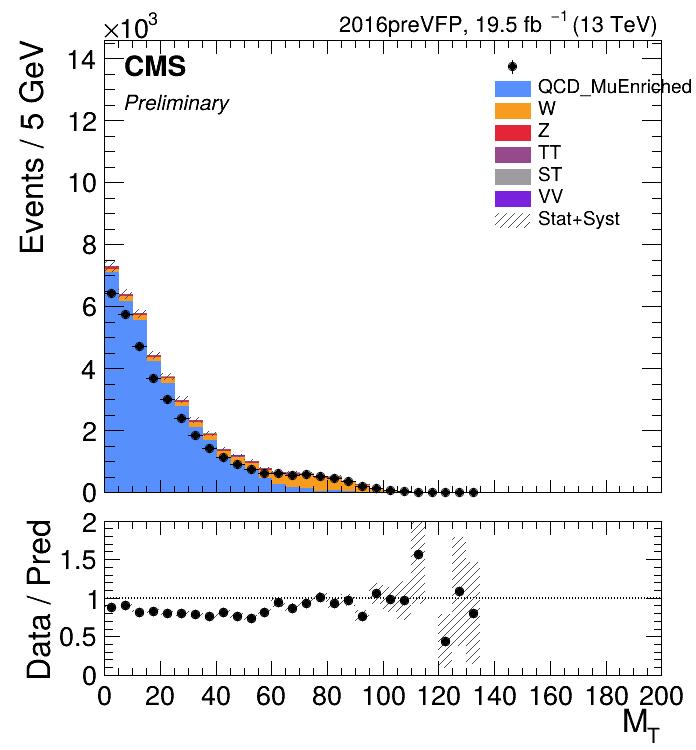 ×10³
2016preVFP, 19.5 fb ⁻¹ (13 TeV)
CMS
Preliminary
QCD_MuEnriched
W
Z
TT
ST
VV
Stat+Syst
Events / 5 GeV
14
12
10
8
6
4
2
0
Data / Pred
2
1.5
1
0.5
0
0 20 40 60 80 100 120 140 160 180 200
M_T